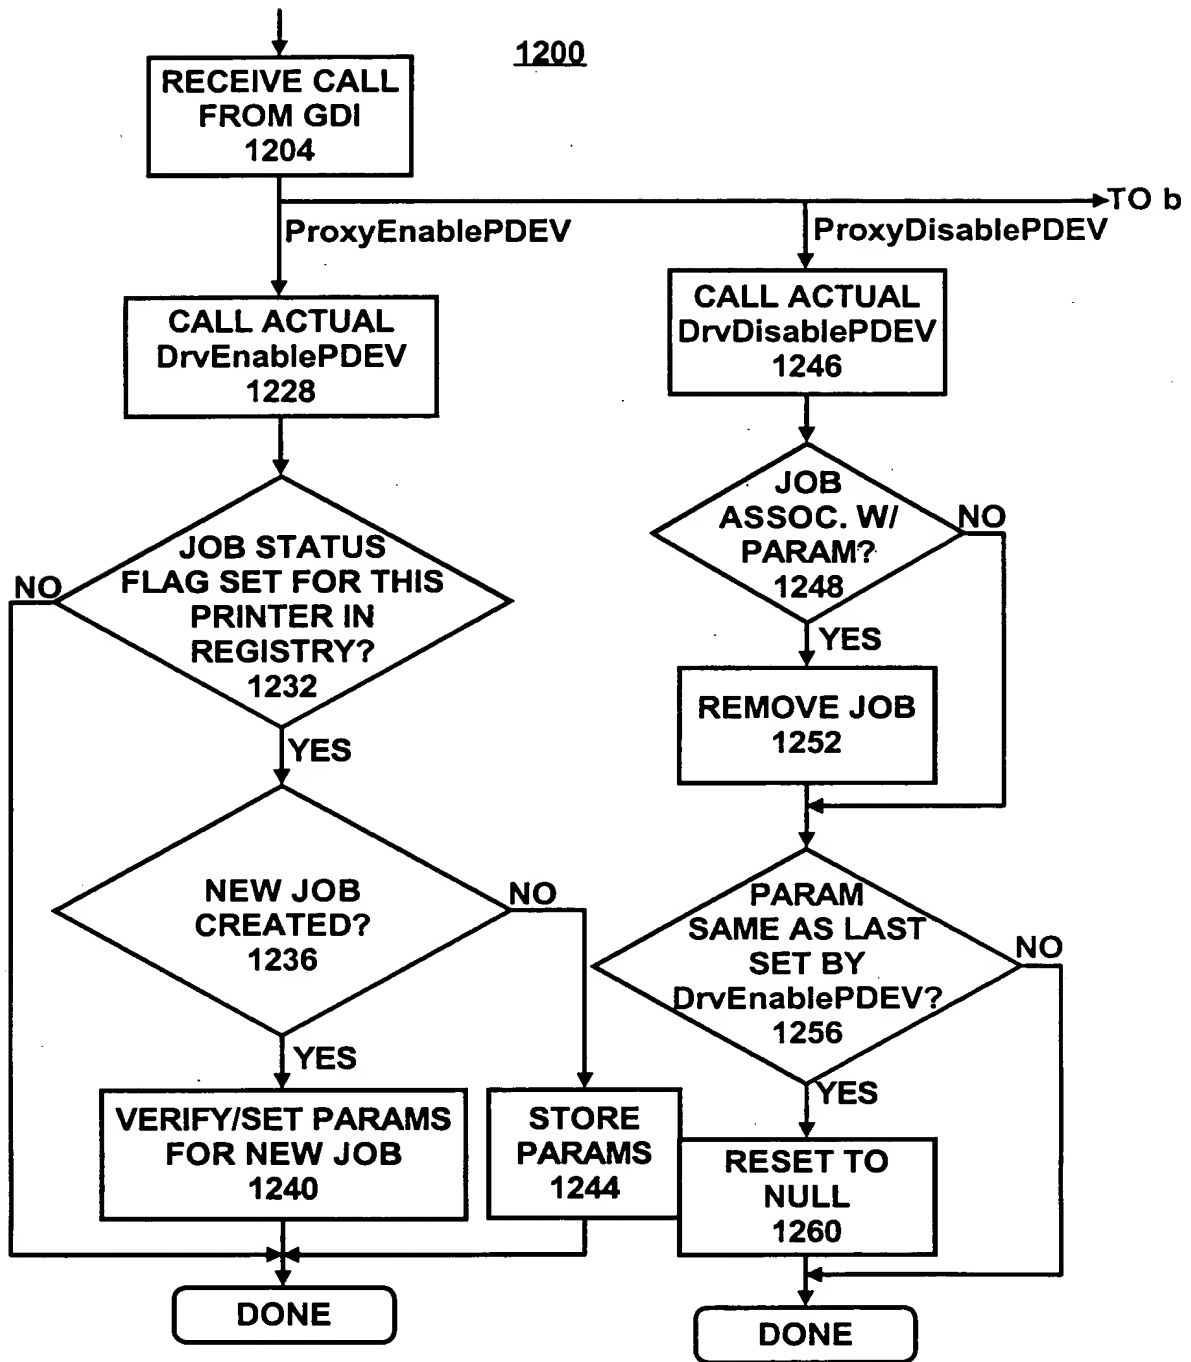 1200
RECEIVE CALL
FROM GDI
1204
TO b
ProxyEnablePDEV
ProxyDisablePDEV
CALL ACTUAL
DrvEnablePDEV
1228
CALL ACTUAL
DrvDisablePDEV
1246
JOB STATUS
FLAG SET FOR THIS
PRINTER IN
REGISTRY?
1232
NO
YES
JOB
ASSOC. W/
PARAM?
1248
NO
YES
REMOVE JOB
1252
NEW JOB
CREATED?
1236
NO
YES
PARAM
SAME AS LAST
SET BY
DrvEnablePDEV?
1256
NO
YES
VERIFY/SET PARAMS
FOR NEW JOB
1240
STORE
PARAMS
1244
RESET TO
NULL
1260
DONE
DONE